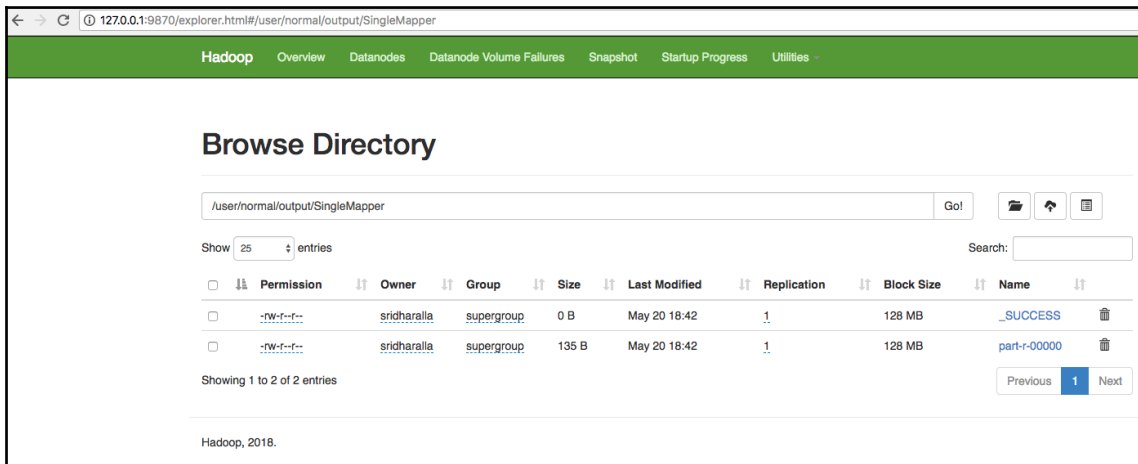 127.0.0.1:9870/explorer.html#/user/normal/output/SingleMapper
Hadoop Overview Datanodes Datanode Volume Failures Snapshot Startup Progress Utilities
Browse Directory
/user/normal/output/SingleMapper Go!
Show 25 entries Search:
Permission Owner Group Size Last Modified Replication Block Size Name
-rw-r--r-- sridharalla supergroup 0 B May 20 18:42 1 128 MB _SUCCESS
-rw-r--r-- sridharalla supergroup 135 B May 20 18:42 1 128 MB part-r-00000
Showing 1 to 2 of 2 entries Previous 1 Next
Hadoop, 2018.